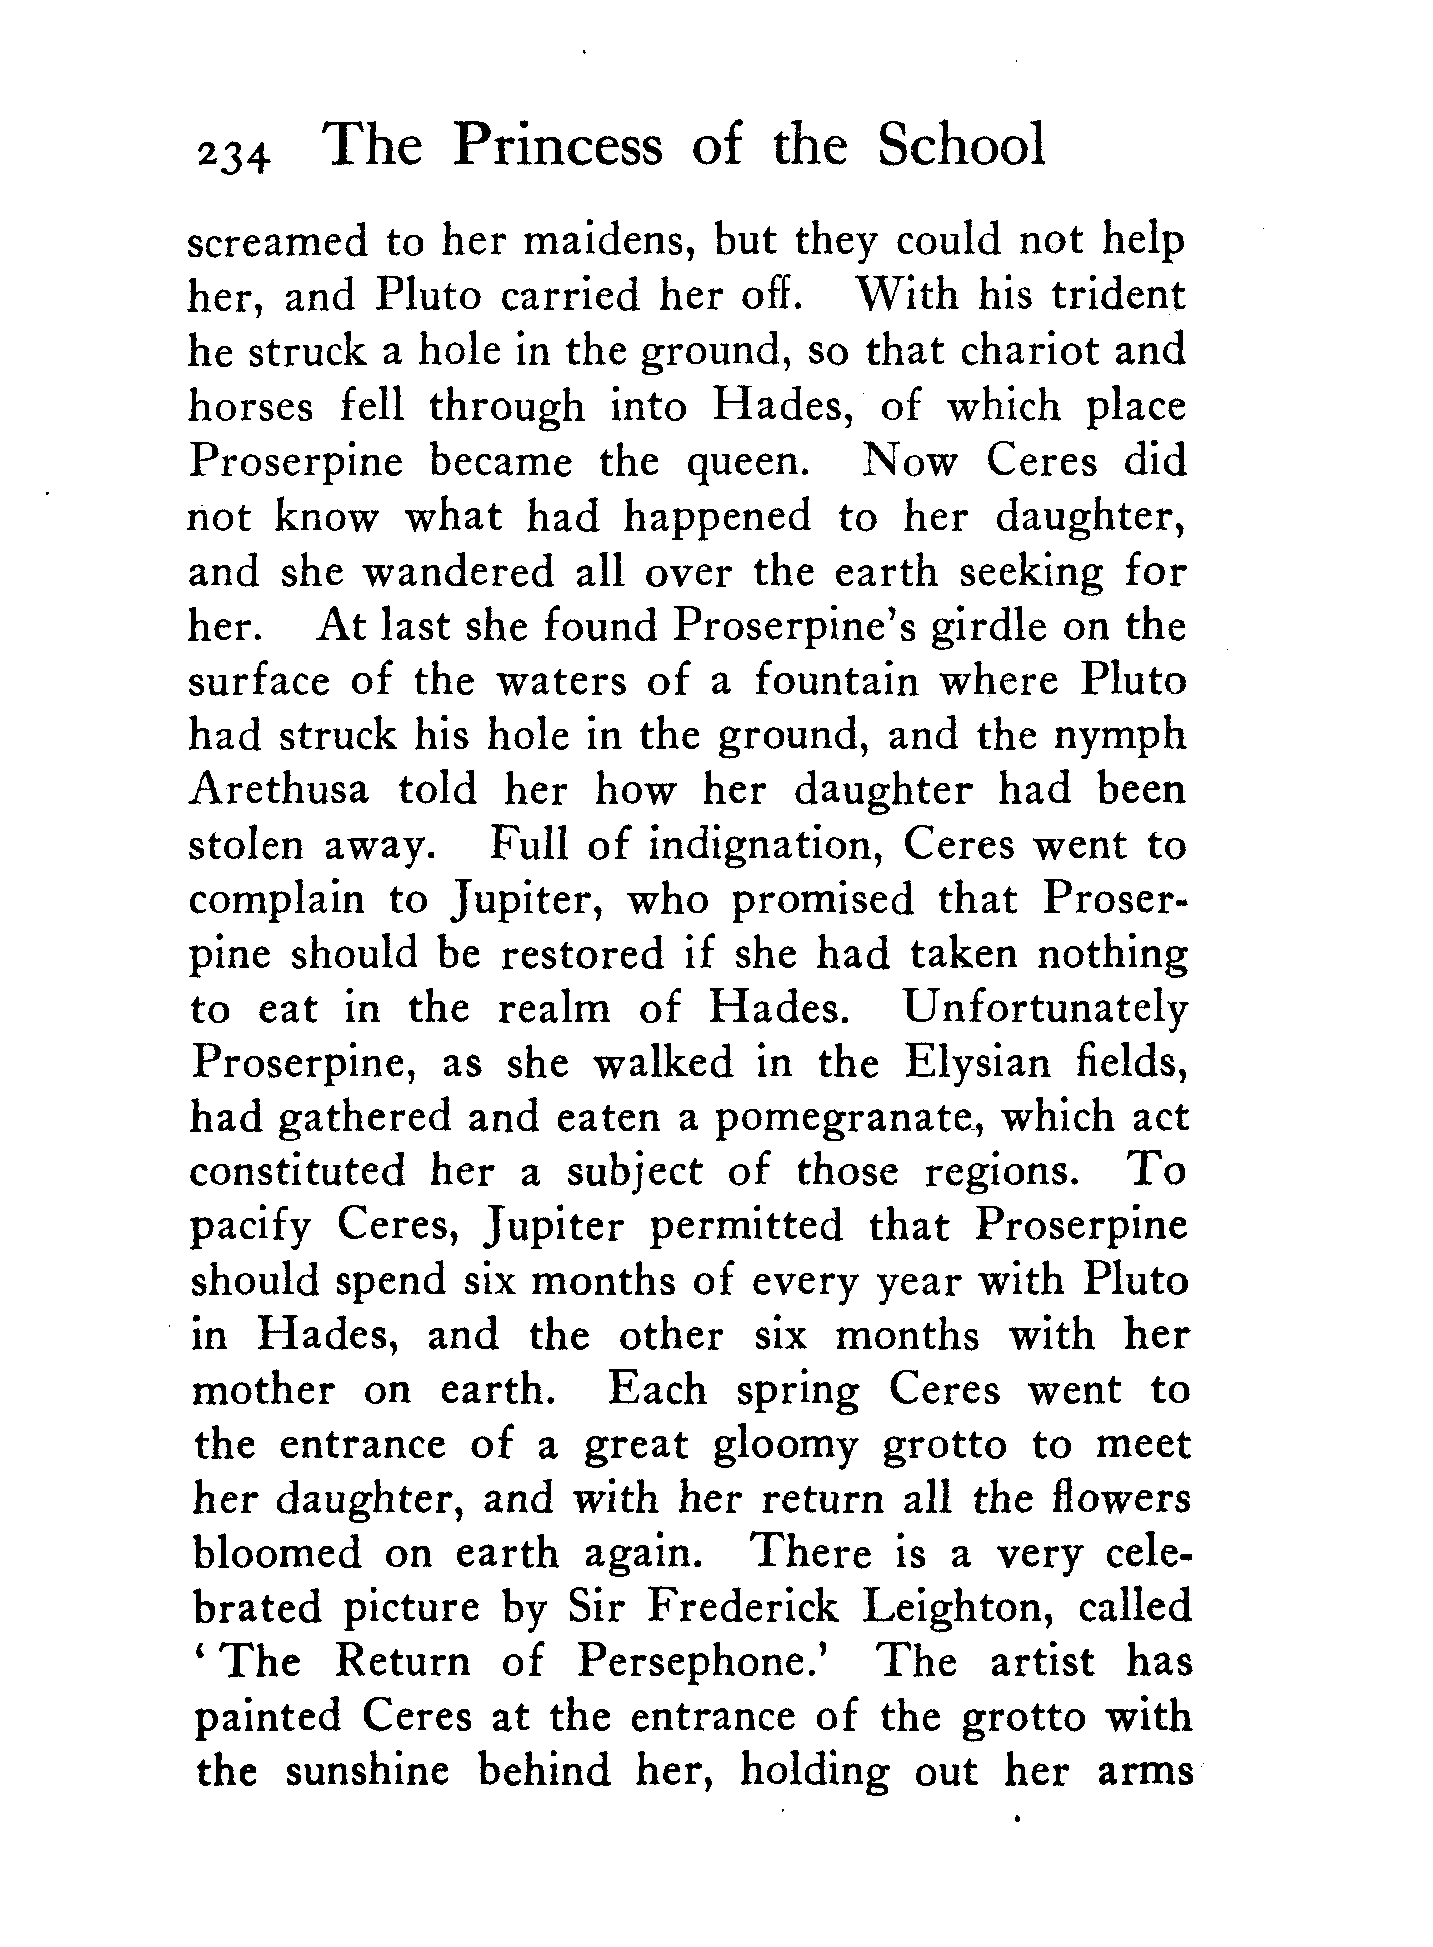 234 The Princess of the School
screamed to her maidens, but they could not help
her, and Pluto carried her off. With his trident
he struck a hole in the ground, so that chariot and
horses fell through into Hades, of which place
Proserpine became the queen. Now Ceres did
not know what had happened to her daughter,
and she wandered all over the earth seeking for
her. At last she found Proserpine's girdle on the
surface of the waters of a fountain where Pluto
had struck his hole in the ground, and the nymph
Arethusa told her how her daughter had been
stolen away. Full of indignation, Ceres went to
complain to Jupiter, who promised that Proser-
pine should be restored if she had taken nothing
to eat in the realm of Hades. Unfortunately
Proserpine, as she walked in the Elysian fields,
had gathered and eaten a pomegranate, which act
constituted her a subject of those regions. To
pacify Ceres, Jupiter permitted that Proserpine
should spend six months of every year with Pluto
in Hades, and the other six months with her
mother on earth. Each spring Ceres went to
the entrance of a great gloomy grotto to meet
her daughter, and with her return all the flowers
bloomed on earth again. There is a very cele-
brated picture by Sir Frederick Leighton, called
‘The Return of Persephone.’ The artist has
painted Ceres at the entrance of the grotto with
the sunshine behind her, holding out her arms